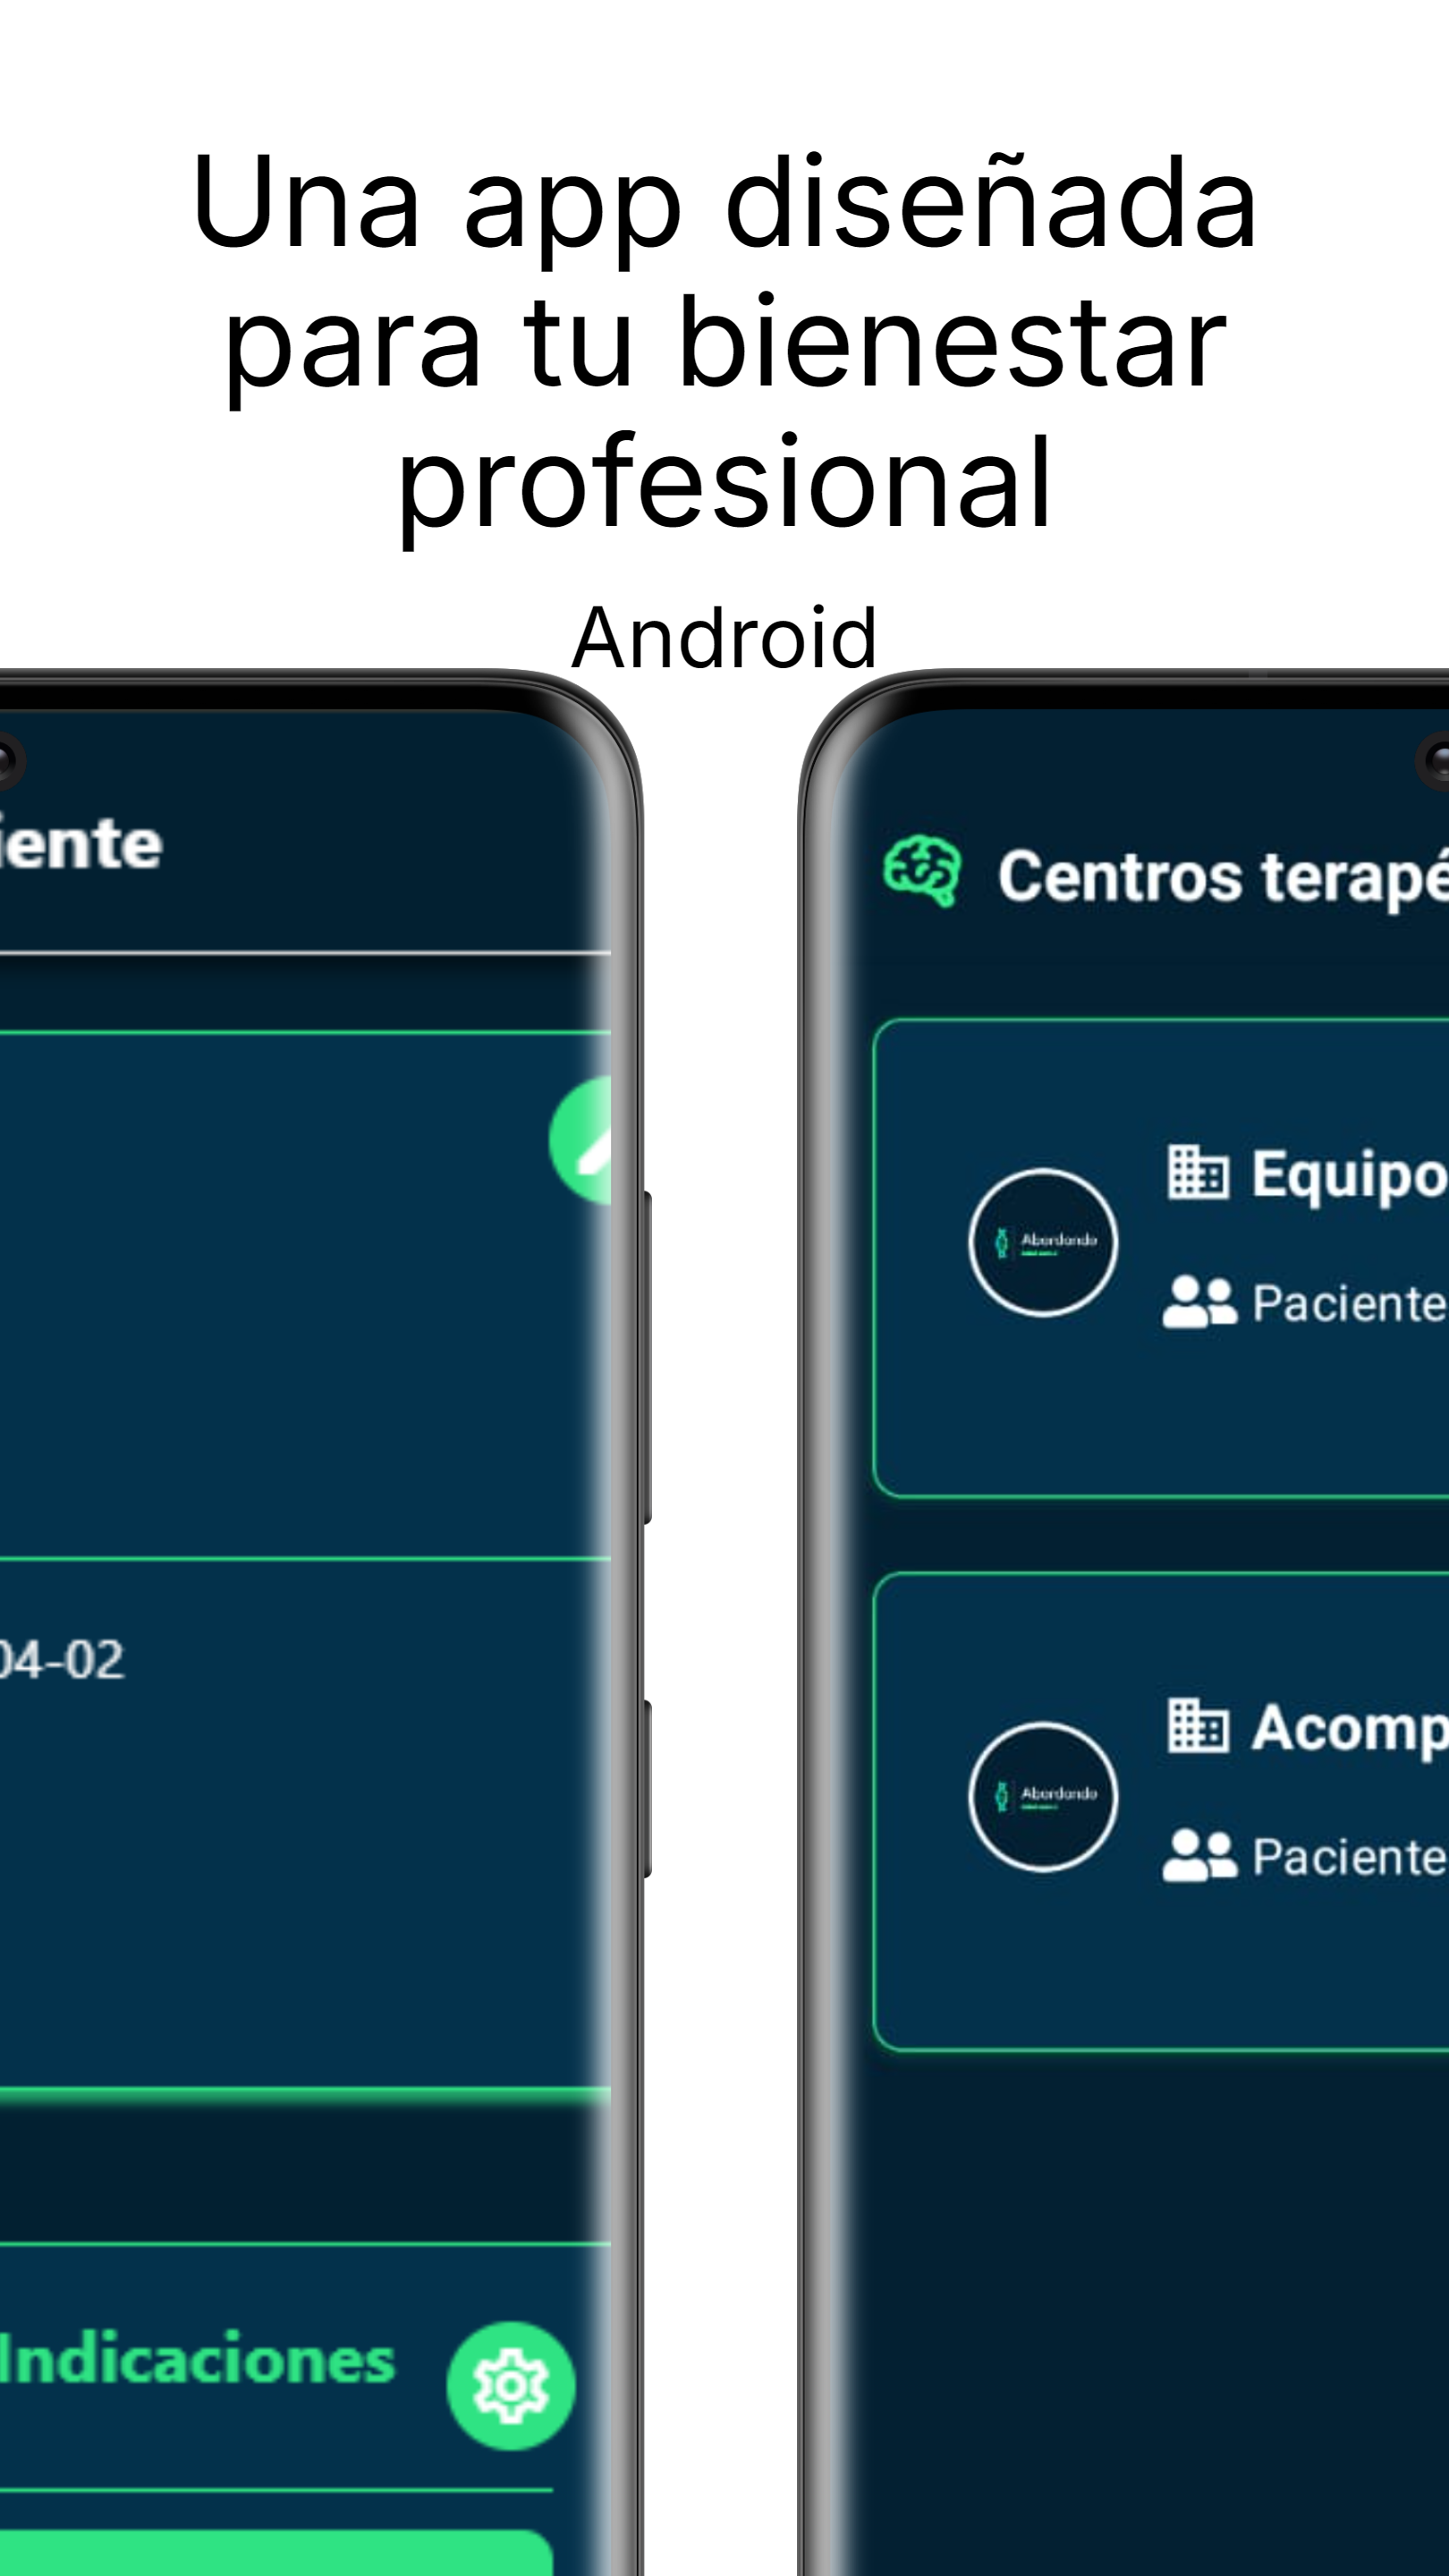 Una app diseñada
para tu bienestar
profesional
Android
iente
04-02
Indicaciones
Centros terapé
Equipo
Abordando
Paciente
Acomp
Abordando
Paciente